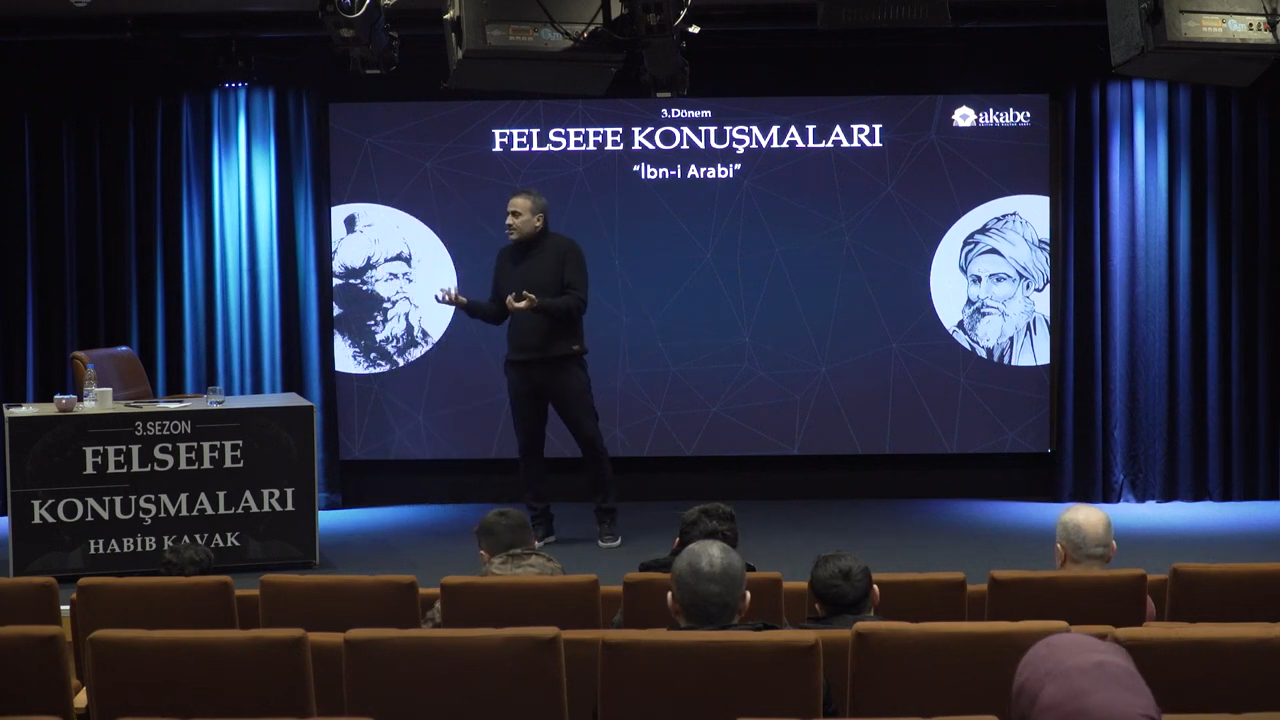 3.Dönem
FELSEFE KONUŞMALARI
“İbn-i Arabi”
akabe
3.SEZON
FELSEFE
KONUŞMALARI
HABİB KAVAK